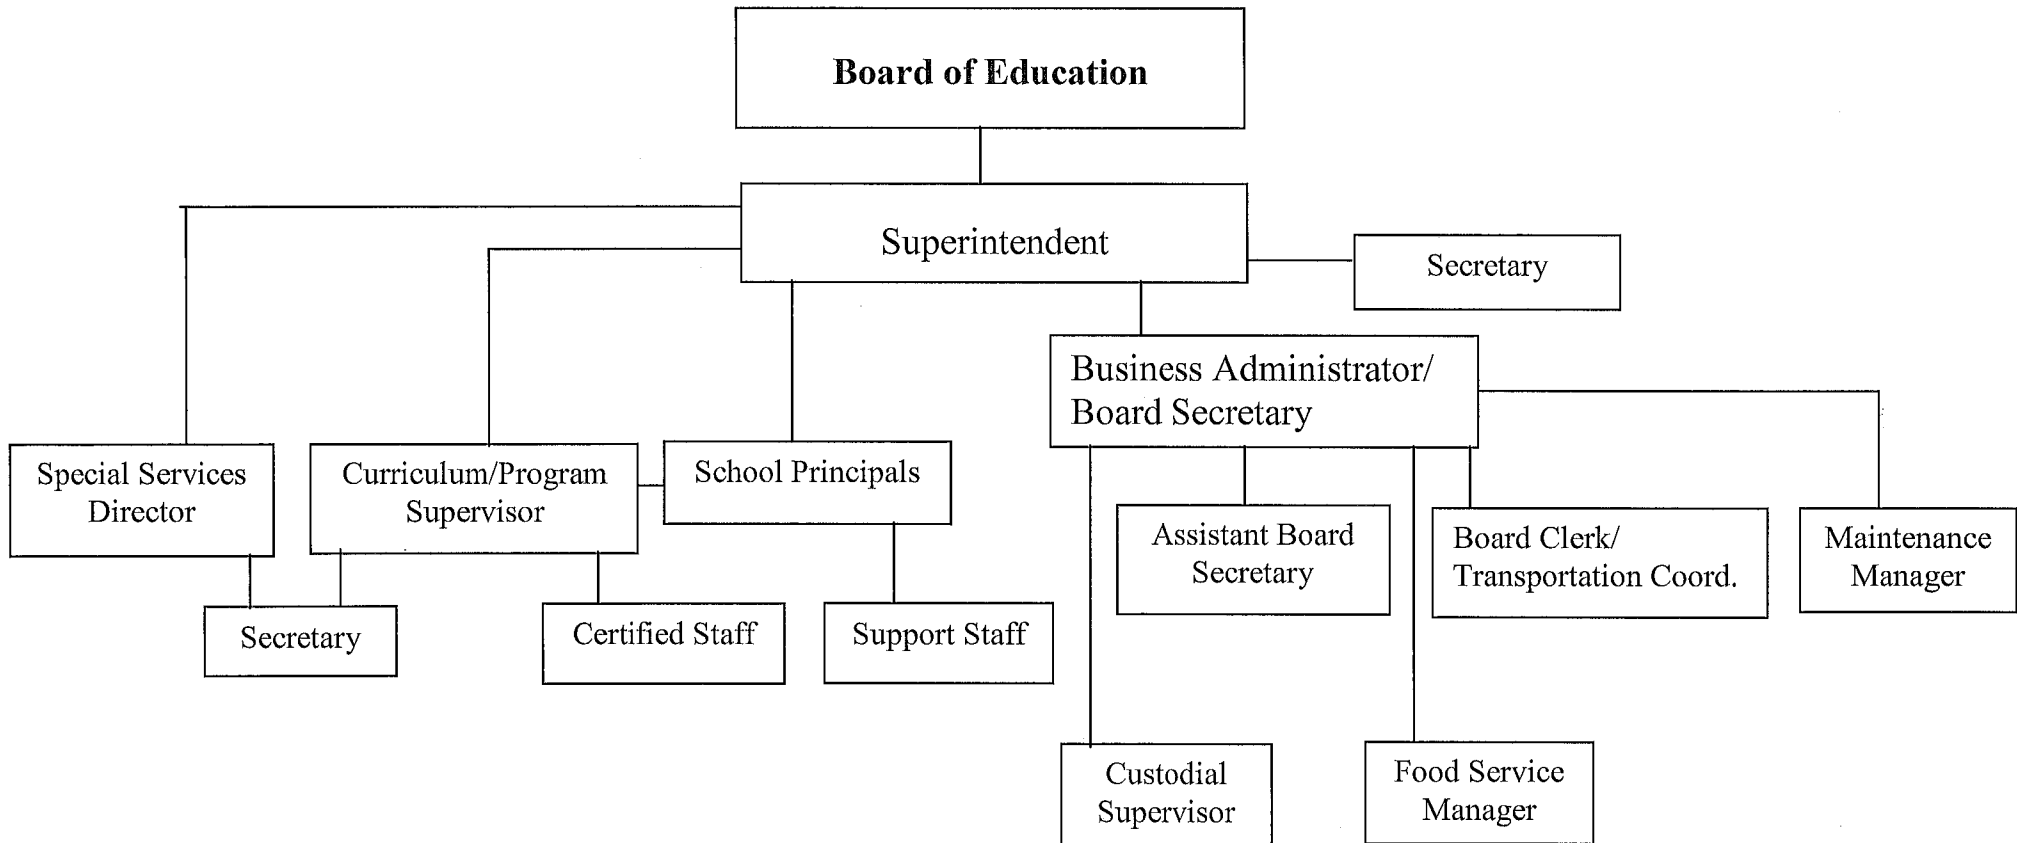 Board of Education
Superintendent
Secretary
Business Administrator/
Board Secretary
Special Services
Director
Curriculum/Program
Supervisor
School Principals
Assistant Board
Secretary
Board Clerk/
Transportation Coord.
Maintenance
Manager
Secretary
Certified Staff
Support Staff
Custodial
Supervisor
Food Service
Manager